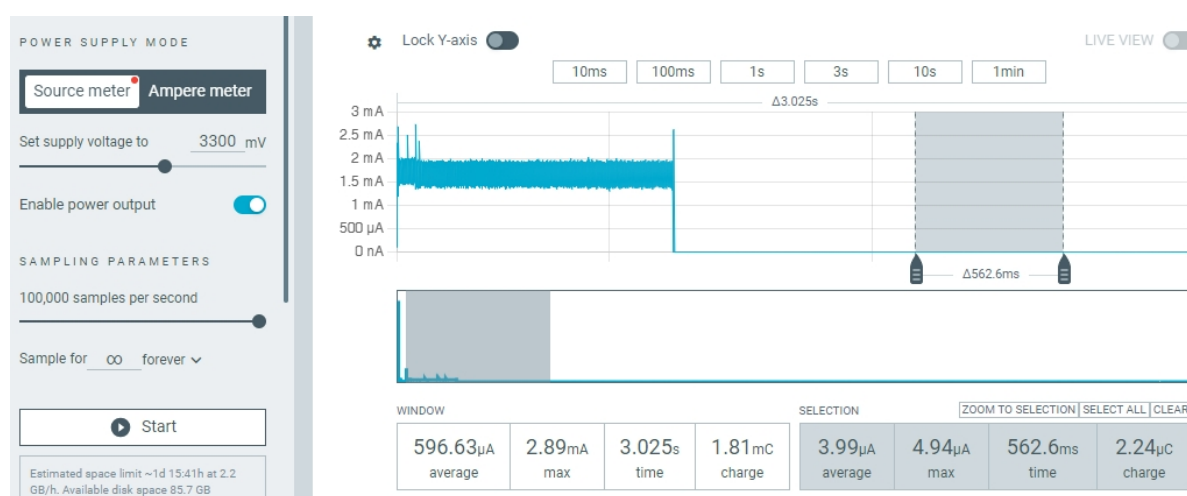 POWER SUPPLY MODE
Source meter Ampere meter
Set supply voltage to 3300 mV
Enable power output
SAMPLING PARAMETERS
100,000 samples per second
Sample for ∞ forever
Start
Estimated space limit ~1d 15:41h at 2.2
GB/h. Available disk space 85.7 GB
Lock Y-axis
LIVE VIEW
10ms 100ms 1s 3s 10s 1min
Δ3.025s
3 mA
2.5 mA
2 mA
1.5 mA
1 mA
500 µA
0 nA
Δ562.6ms
WINDOW
596.63µA 2.89mA 3.025s 1.81mC
average max time charge
SELECTION ZOOM TO SELECTION SELECT ALL CLEAR
3.99µA 4.94µA 562.6ms 2.24µC
average max time charge